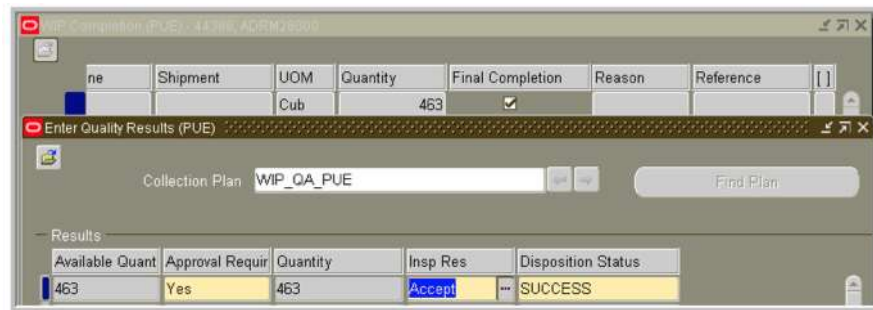 WIP Completion (PUE) - 44388, ADRM28500
ne Shipment UOM Quantity Final Completion Reason Reference [ ]
Cub 463
Enter Quality Results (PUE)
Collection Plan WIP_QA_PUE Find Plan
Results
Available Quant Approval Requir Quantity Insp Res Disposition Status
463 Yes 463 Accept SUCCESS